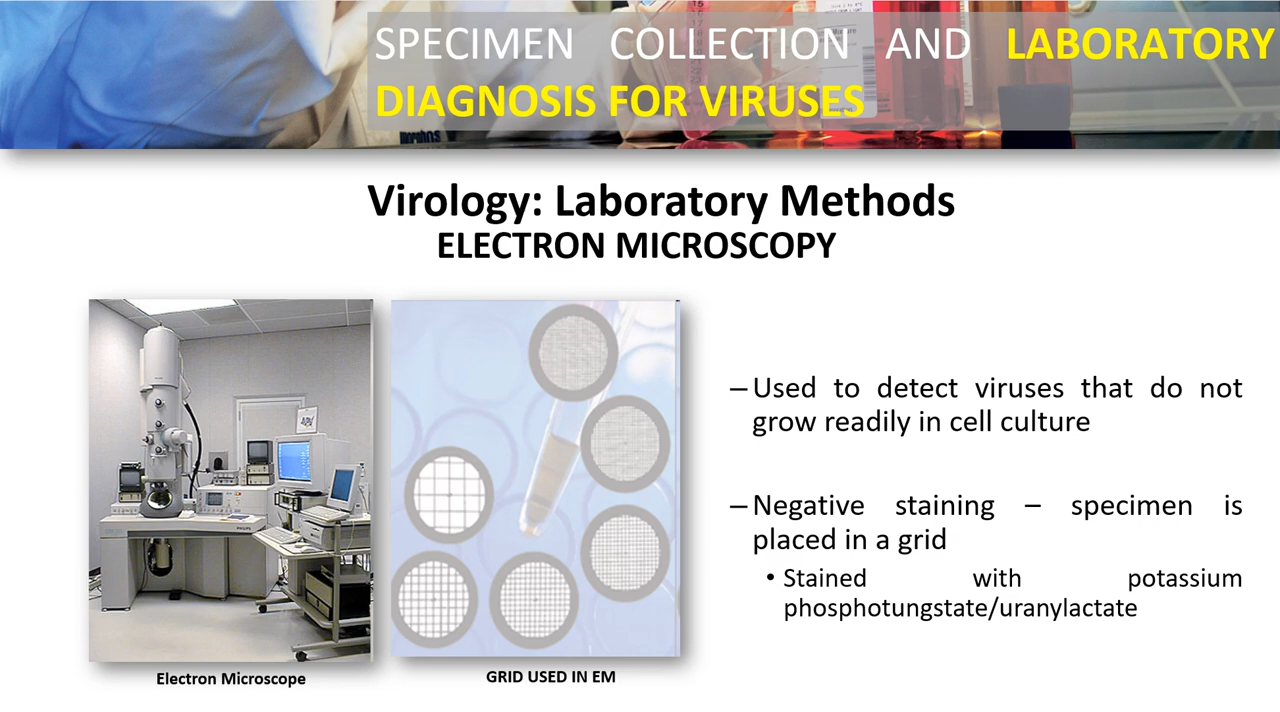 SPECIMEN COLLECTION AND LABORATORY
DIAGNOSIS FOR VIRUSES
Virology: Laboratory Methods
ELECTRON MICROSCOPY
– Used to detect viruses that do not
grow readily in cell culture
– Negative staining – specimen is
placed in a grid
• Stained with potassium
phosphotungstate/uranylactate
Electron Microscope
GRID USED IN EM